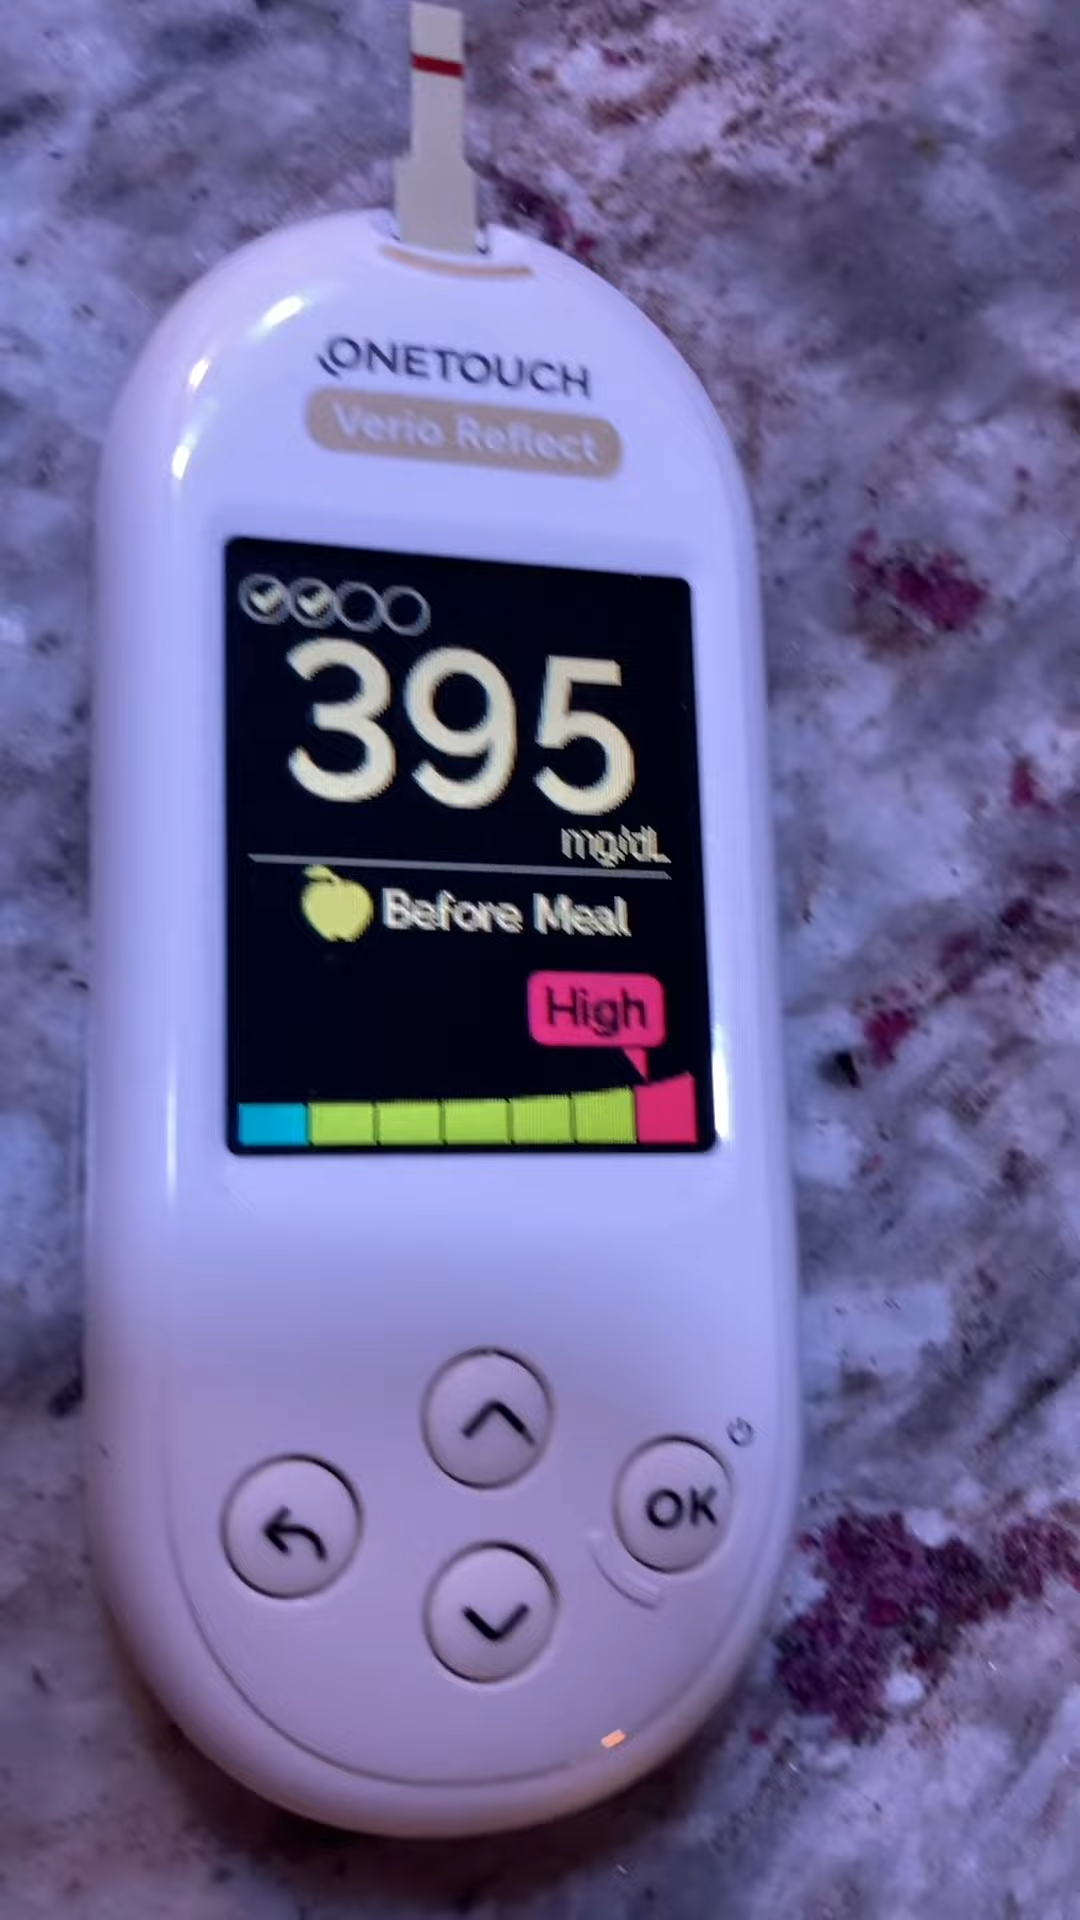 ONETOUCH
Verio Reflect
395
mg/dL
Before Meal
High
OK